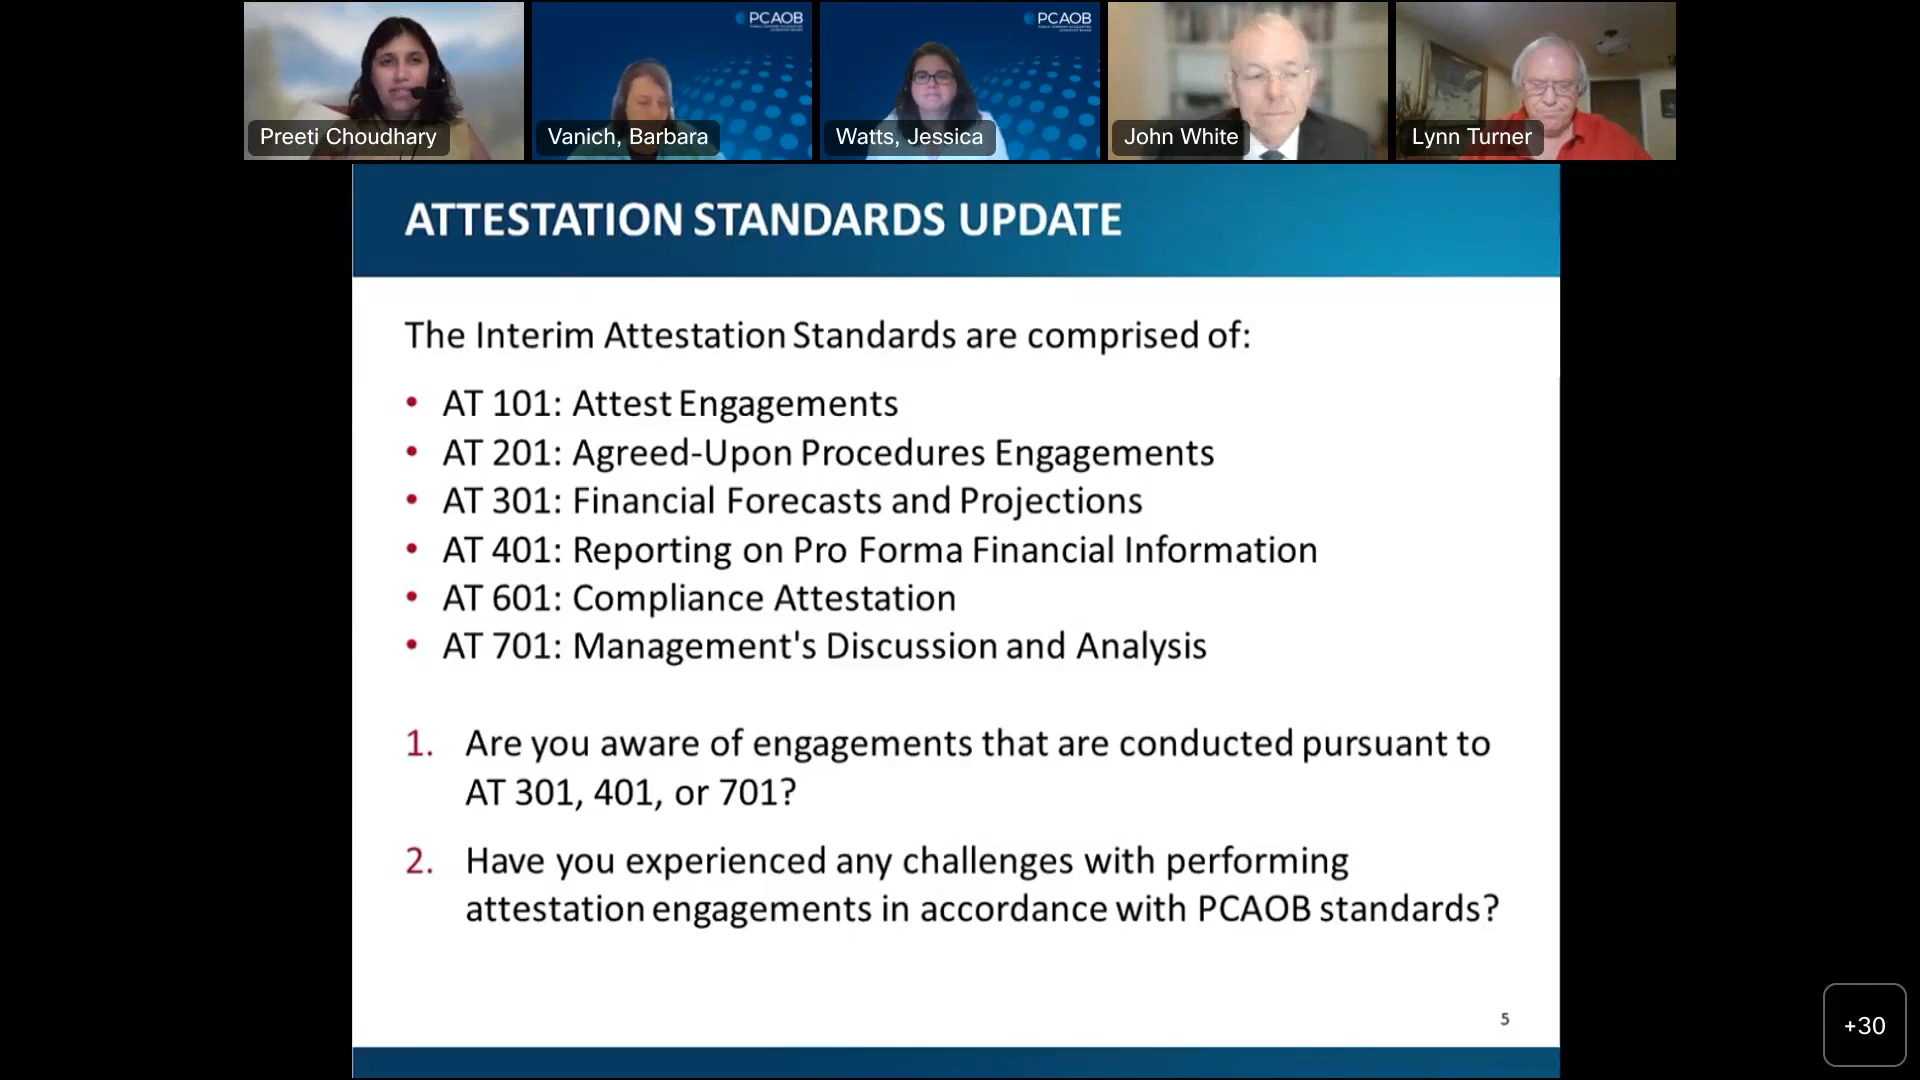 PCAOB
PCAOB
Preeti Choudhary
Vanich, Barbara
Watts, Jessica
John White
Lynn Turner
ATTESTATION STANDARDS UPDATE
The Interim Attestation Standards are comprised of:
• AT 101: Attest Engagements
• AT 201: Agreed-Upon Procedures Engagements
• AT 301: Financial Forecasts and Projections
• AT 401: Reporting on Pro Forma Financial Information
• AT 601: Compliance Attestation
• AT 701: Management's Discussion and Analysis
1. Are you aware of engagements that are conducted pursuant to
AT 301, 401, or 701?
2. Have you experienced any challenges with performing
attestation engagements in accordance with PCAOB standards?
5
+30